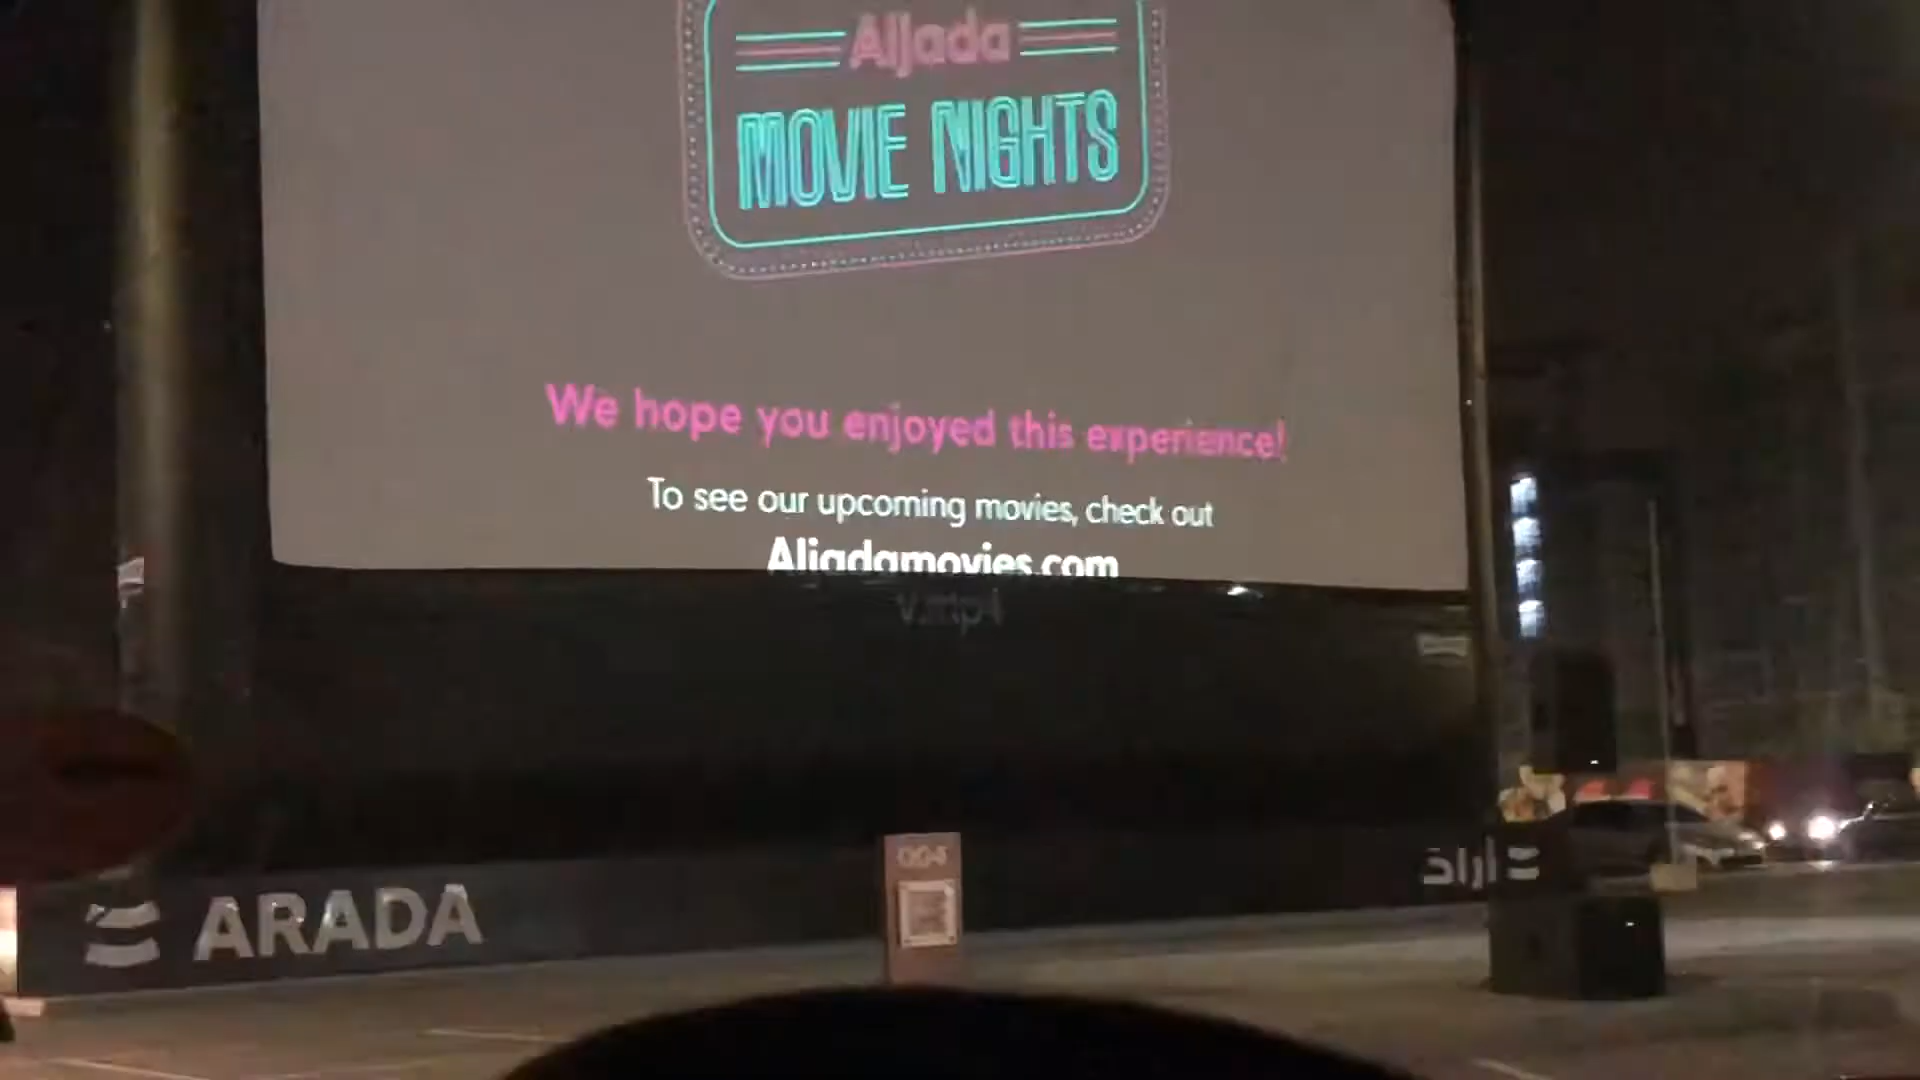 Aljada
MOVIE NIGHTS
We hope you enjoyed this experience!
To see our upcoming movies, check out
Aljadamovies.com
ARADA
أرادَ